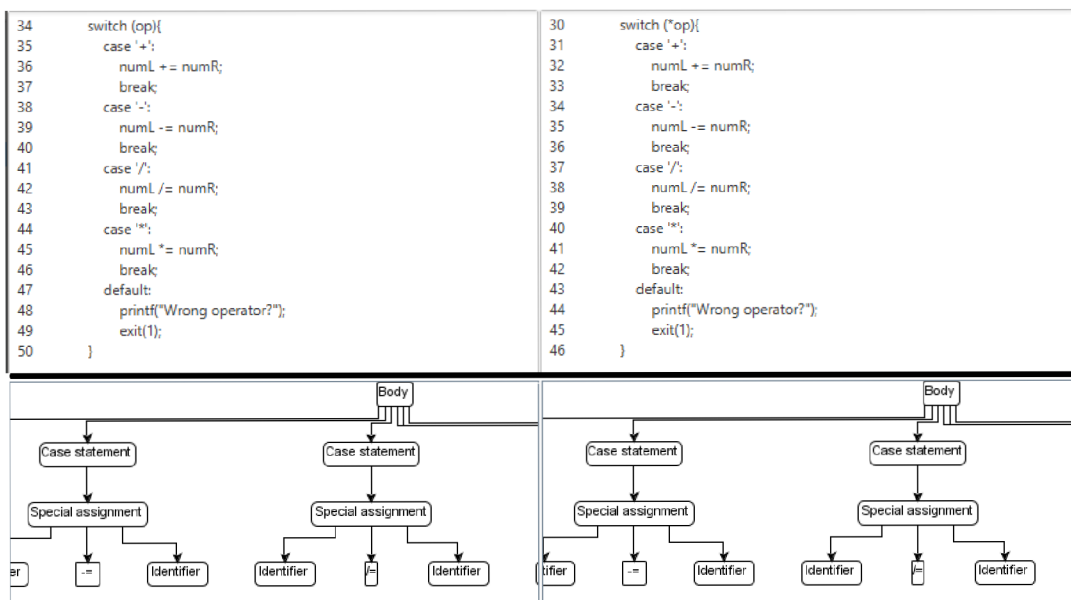 34 switch (op){
35 case '+':
36 numL += numR;
37 break;
38 case '-':
39 numL -= numR;
40 break;
41 case '/':
42 numL /= numR;
43 break;
44 case '*':
45 numL *= numR;
46 break;
47 default:
48 printf("Wrong operator?");
49 exit(1);
50 }
30 switch (*op){
31 case '+':
32 numL += numR;
33 break;
34 case '-':
35 numL -= numR;
36 break;
37 case '/':
38 numL /= numR;
39 break;
40 case '*':
41 numL *= numR;
42 break;
43 default:
44 printf("Wrong operator?");
45 exit(1);
46 }
Body
Case statement Case statement
Special assignment Special assignment
er -= Identifier Identifier /= Identifier
Body
Case statement Case statement
Special assignment Special assignment
tifier -= Identifier Identifier /= Identifier